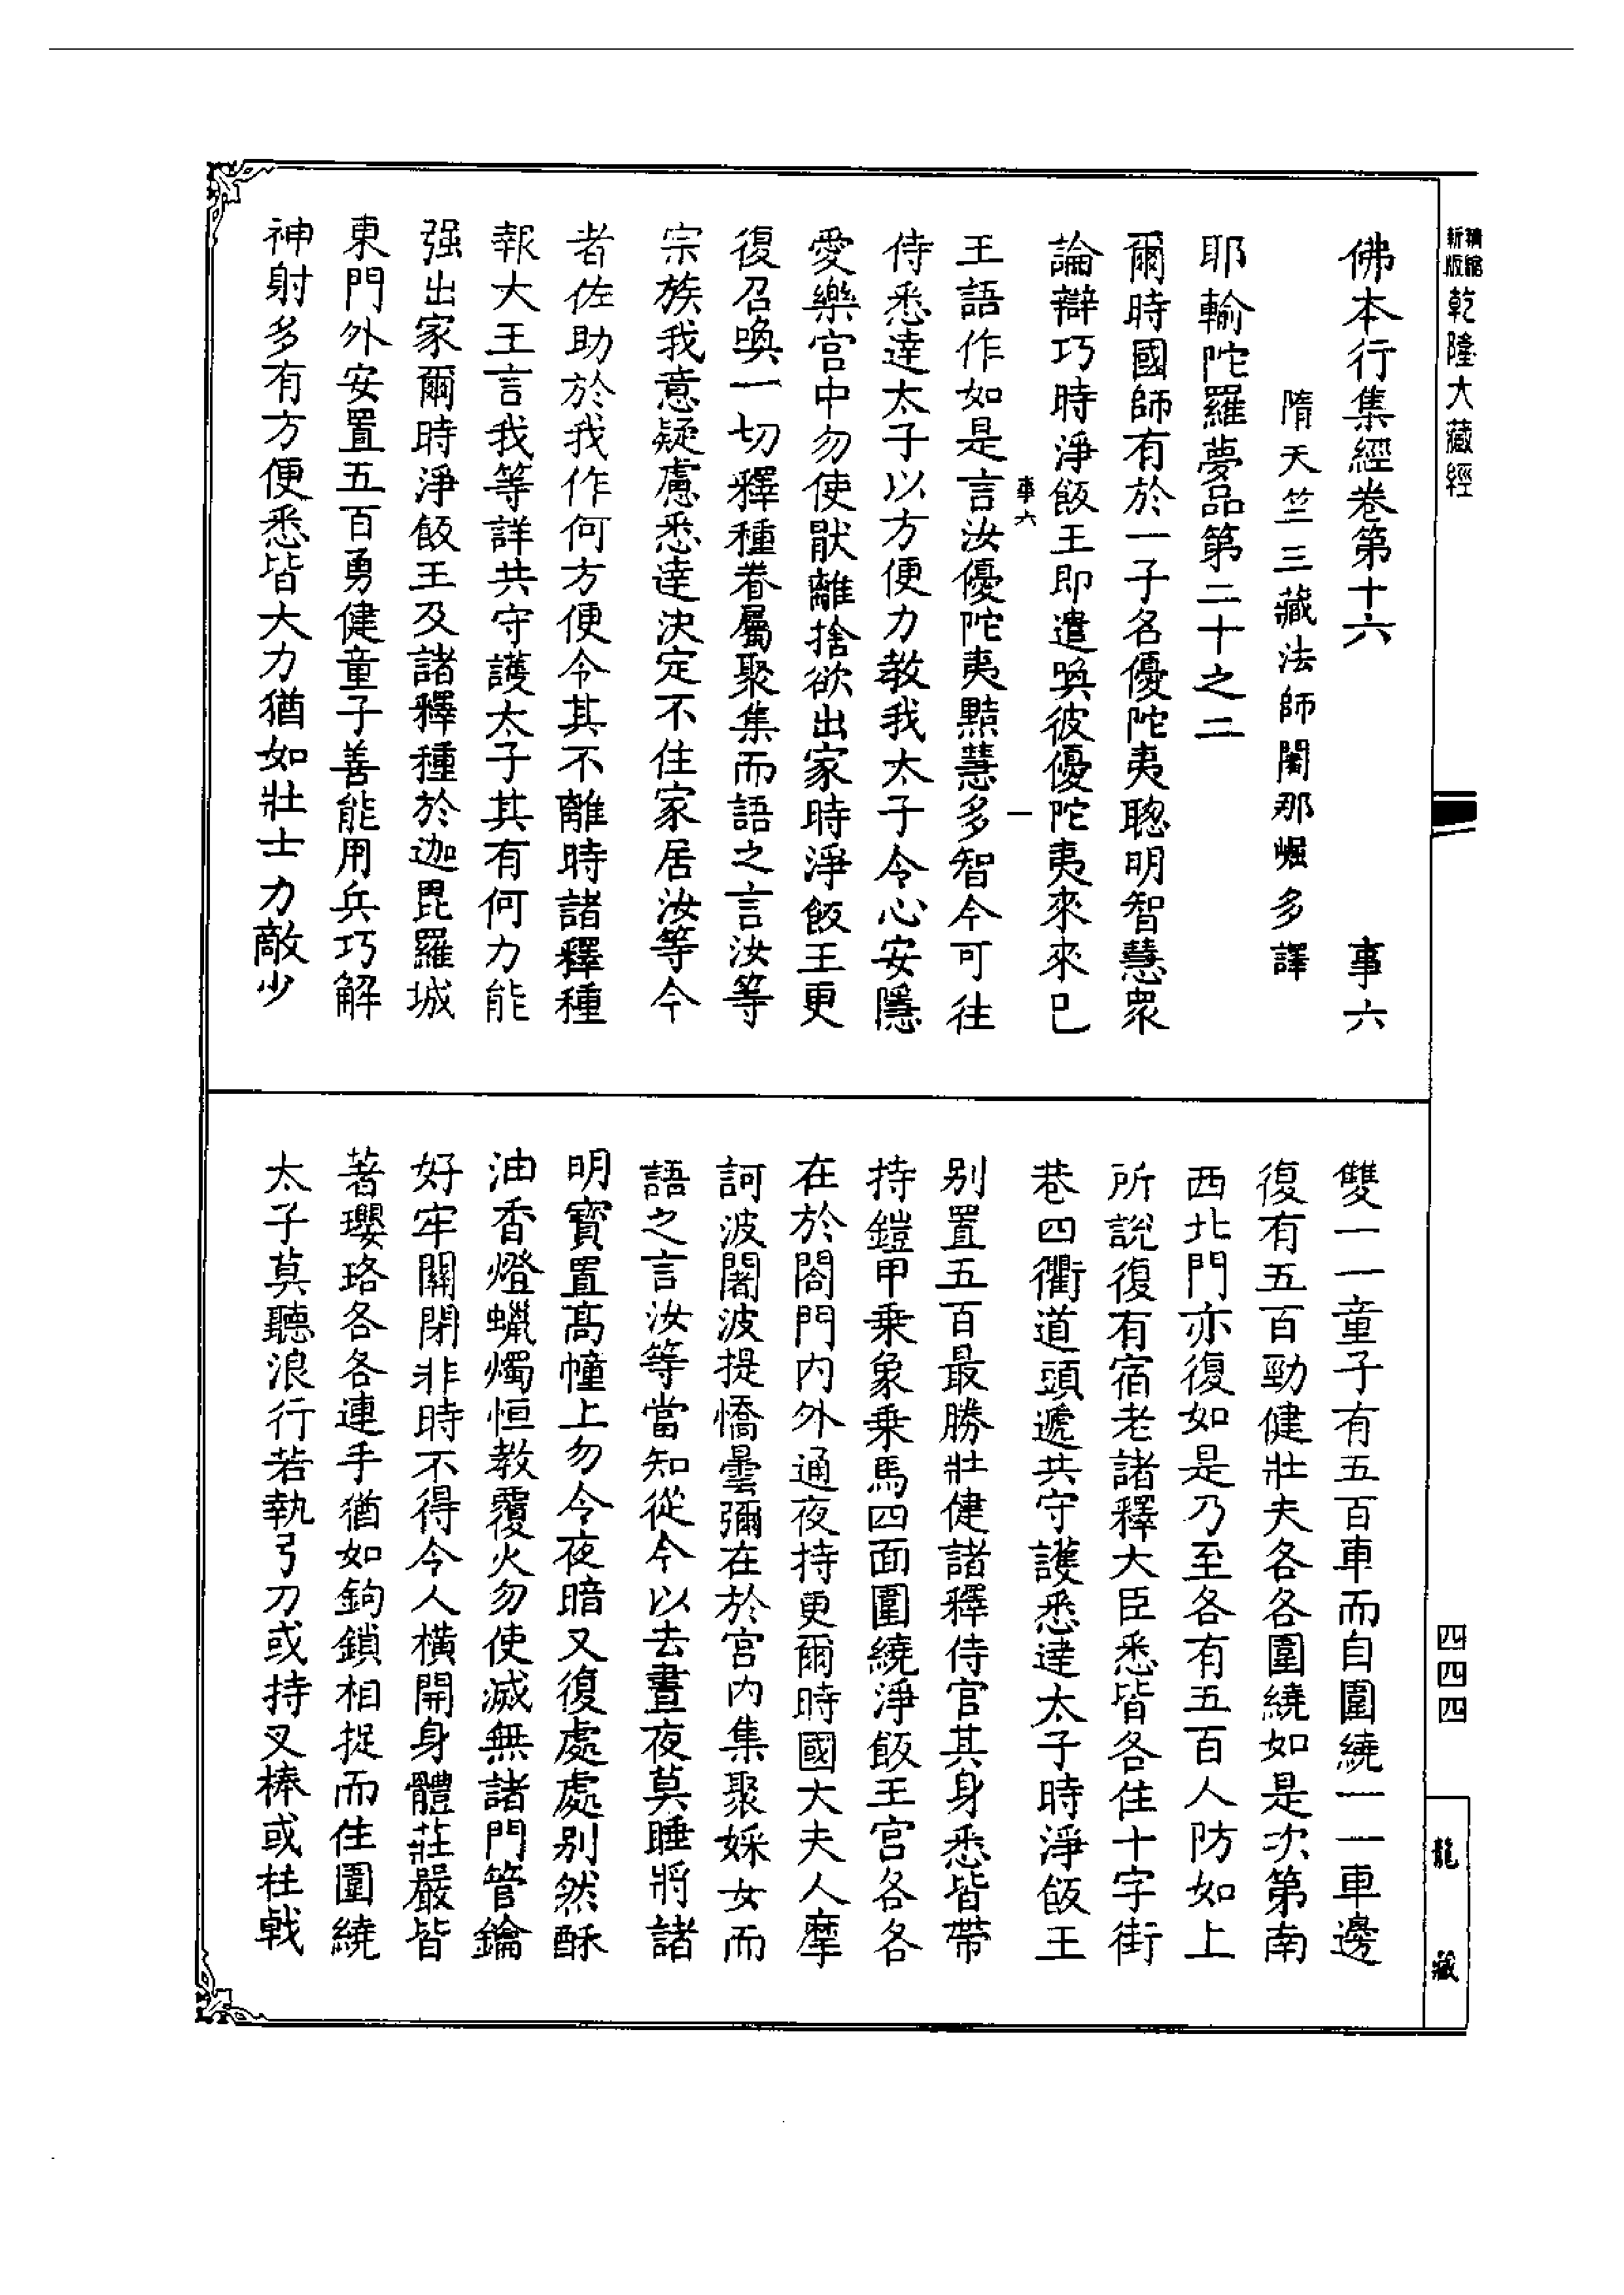 新編
新版
乾隆大藏經
佛本行集經卷第十六 事六
隋天竺三藏法師闍那崛多譯
耶輸陀羅夢品第二十之二
爾時國師有於一子名優陀夷聰明智慧衆
論辯巧時淨飯王即遣喚彼優陀夷來來已
事六 一
王語作如是言汝優陀夷黠慧多智今可往
侍悉達太子以方便力教我太子令心安隱
愛樂宮中勿使猒離捨欲出家時淨飯王更
復召喚一切釋種眷屬聚集而語之言汝等
宗族我意疑慮悉達決定不住家居汝等今
者佐助於我作何方便令其不離時諸釋種
報大王言我等詳共守護太子其有何力能
强出家爾時淨飯王及諸釋種於迦毘羅城
東門外安置五百勇健童子善能用兵巧解
神射多有方便悉皆大力猶如壯士力敵少
雙一一童子有五百車而自圍繞一一車邊
復有五百勁健壯夫各各圍繞如是次第南
西北門亦復如是乃至各有五百人防如上
所說復有宿老諸釋大臣悉皆各住十字街
巷四衢道頭遞共守護悉達太子時淨飯王
别置五百最勝壯健諸釋侍官其身悉皆帶
持鎧甲乘象乘馬四面圍繞淨飯王宮各各
在於閤門內外通夜持更爾時國大夫人摩
訶波闍波提憍曇彌在於宮內集聚婇女而
語之言汝等當知從今以去晝夜莫睡將諸
明寶置髙幢上勿令夜暗又復處處别然酥
油香燈蠟燭恒教覆火勿使滅無諸門管鑰
好牢關閉非時不得令人橫開身體莊嚴皆
著瓔珞各各連手猶如鉤鎖相捉而住圍繞
太子莫聽浪行若執弓刀或持叉棒或柱戟
四四四
龍藏